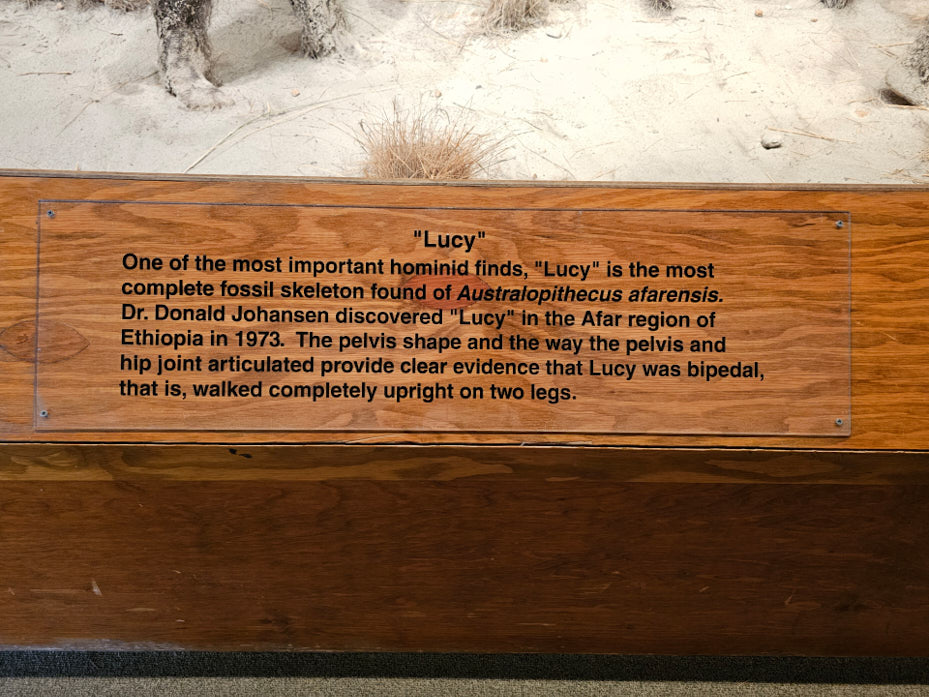 "Lucy"
One of the most important hominid finds, "Lucy" is the most
complete fossil skeleton found of Australopithecus afarensis.
Dr. Donald Johansen discovered "Lucy" in the Afar region of
Ethiopia in 1973. The pelvis shape and the way the pelvis and
hip joint articulated provide clear evidence that Lucy was bipedal,
that is, walked completely upright on two legs.